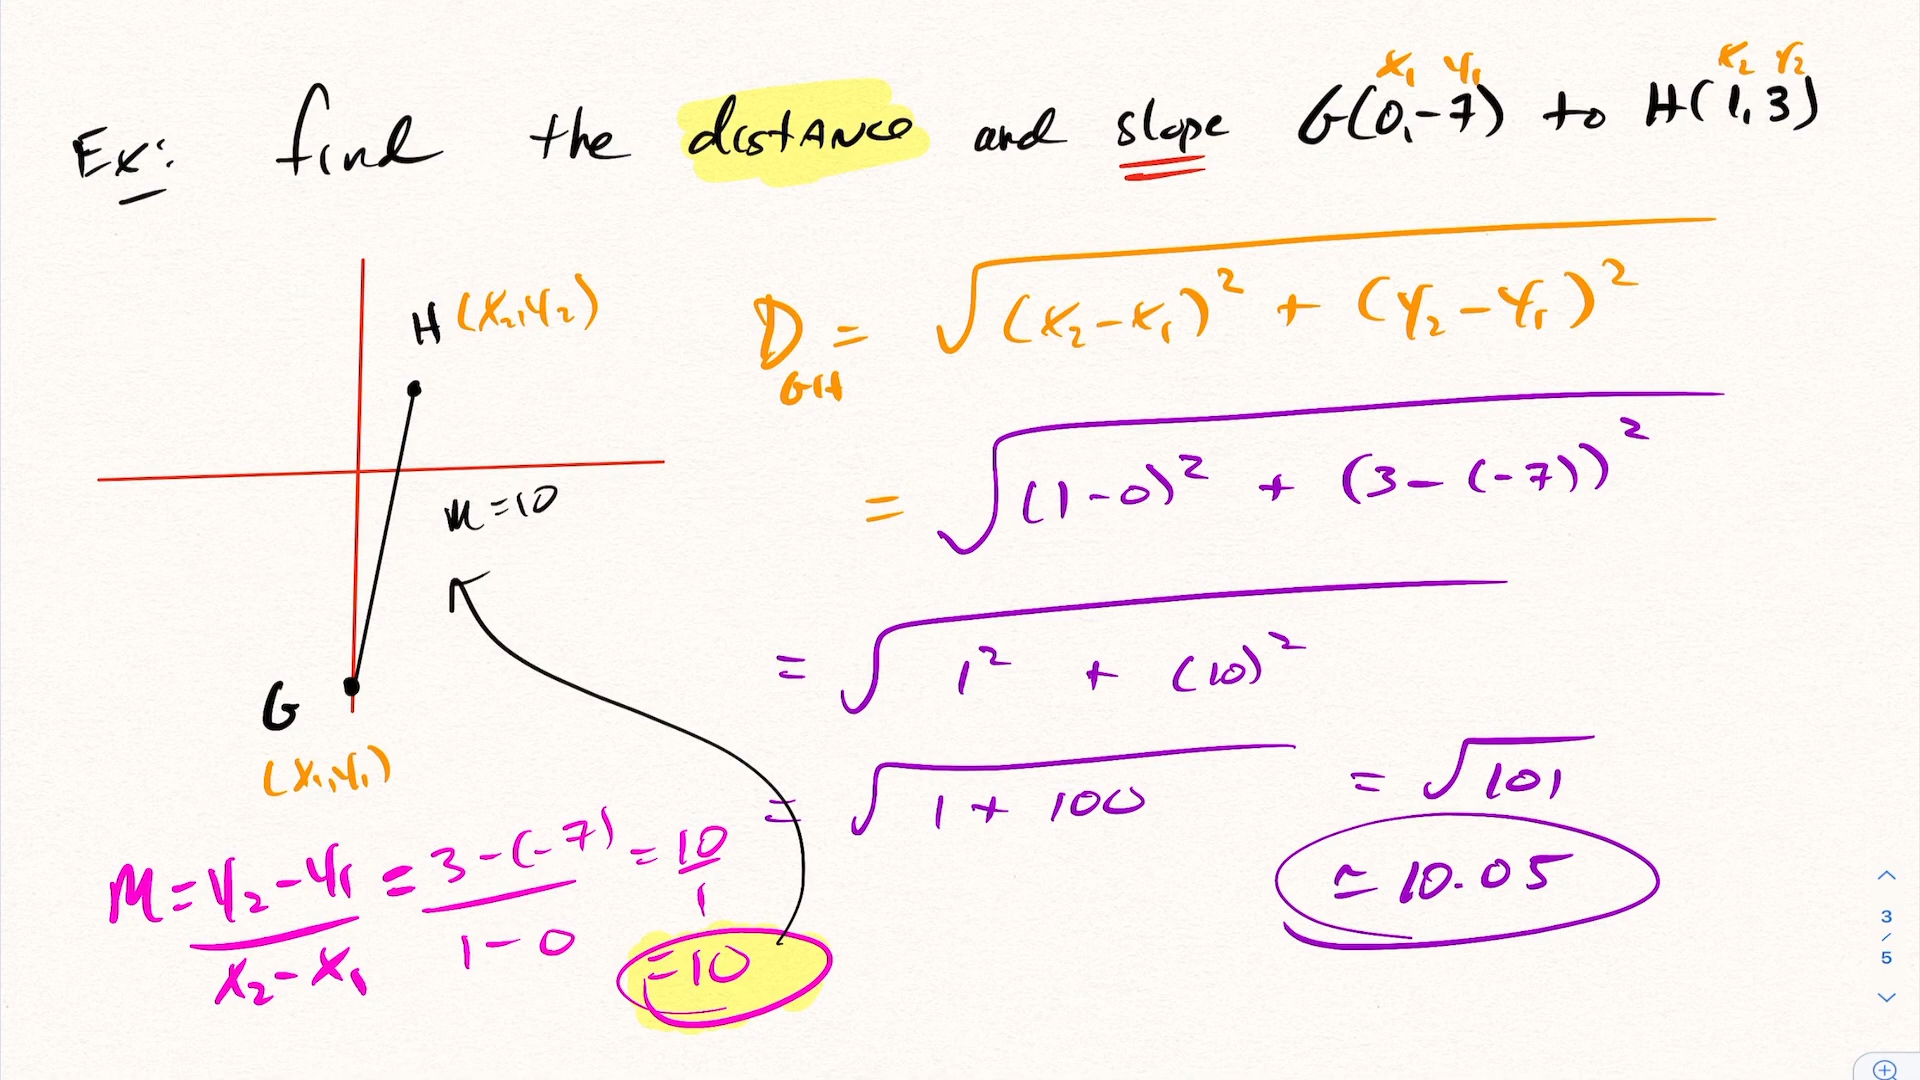 Ex: find the distance and slope G(0,-7) to H(1,3)
x₁ y₁ x₂ y₂
H (x₂,y₂)
M=10
G
(x₁,y₁)
D_GH = √((x₂-x₁)² + (y₂-y₁)²)
= √((1-0)² + (3-(-7))²)
= √(1² + (10)²)
= √(1 + 100) = √101
≃ 10.05
M = (y₂-y₁)/(x₂-x₁) = (3-(-7))/(1-0) = 10/1
=10
3
/
5